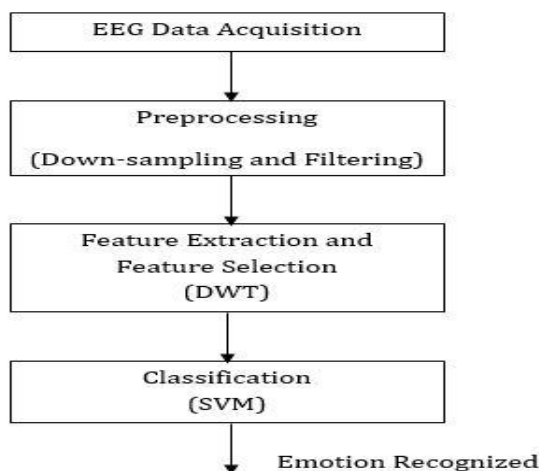 EEG Data Acquisition
Preprocessing
(Down-sampling and Filtering)
Feature Extraction and
Feature Selection
(DWT)
Classification
(SVM)
Emotion Recognized